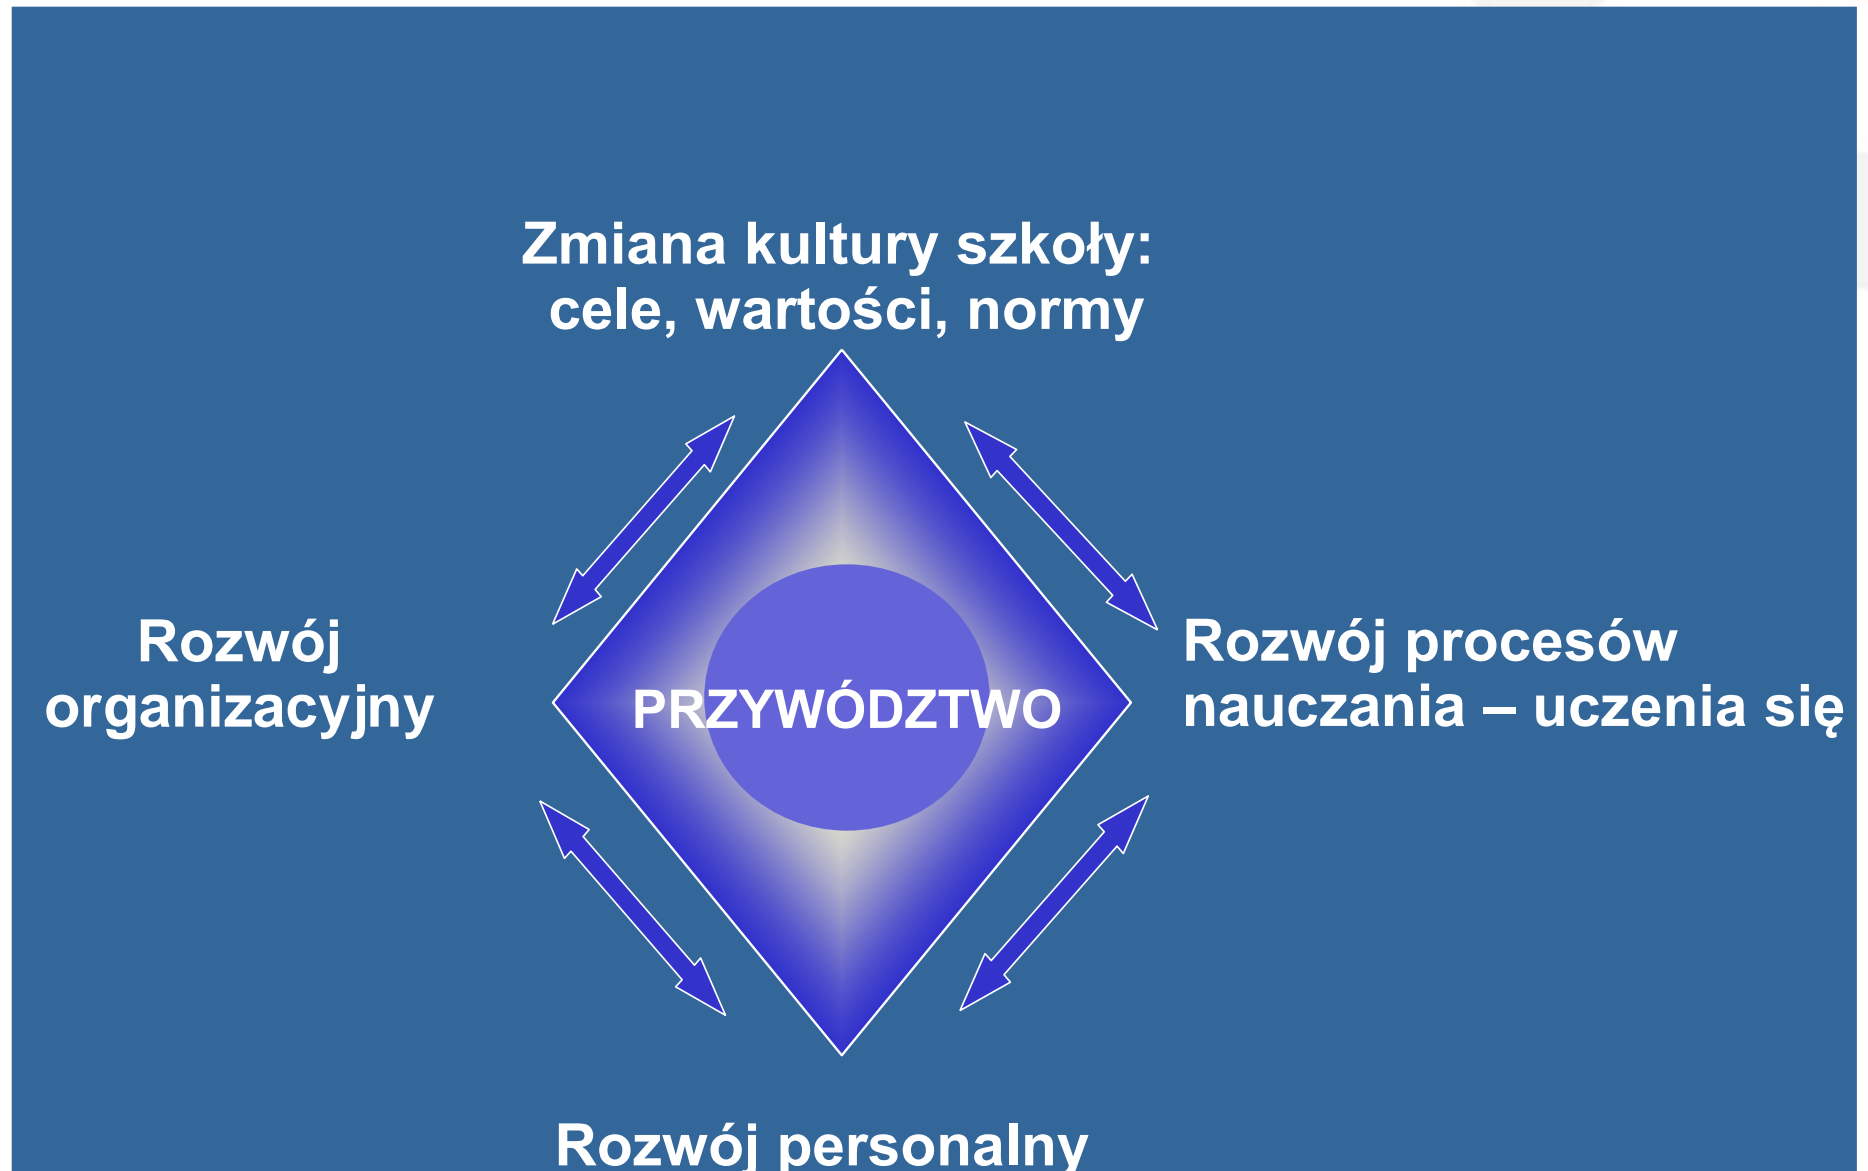 Zmiana kultury szkoły:
cele, wartości, normy
Rozwój
organizacyjny
PRZYWÓDZTWO
Rozwój procesów
nauczania – uczenia się
Rozwój personalny